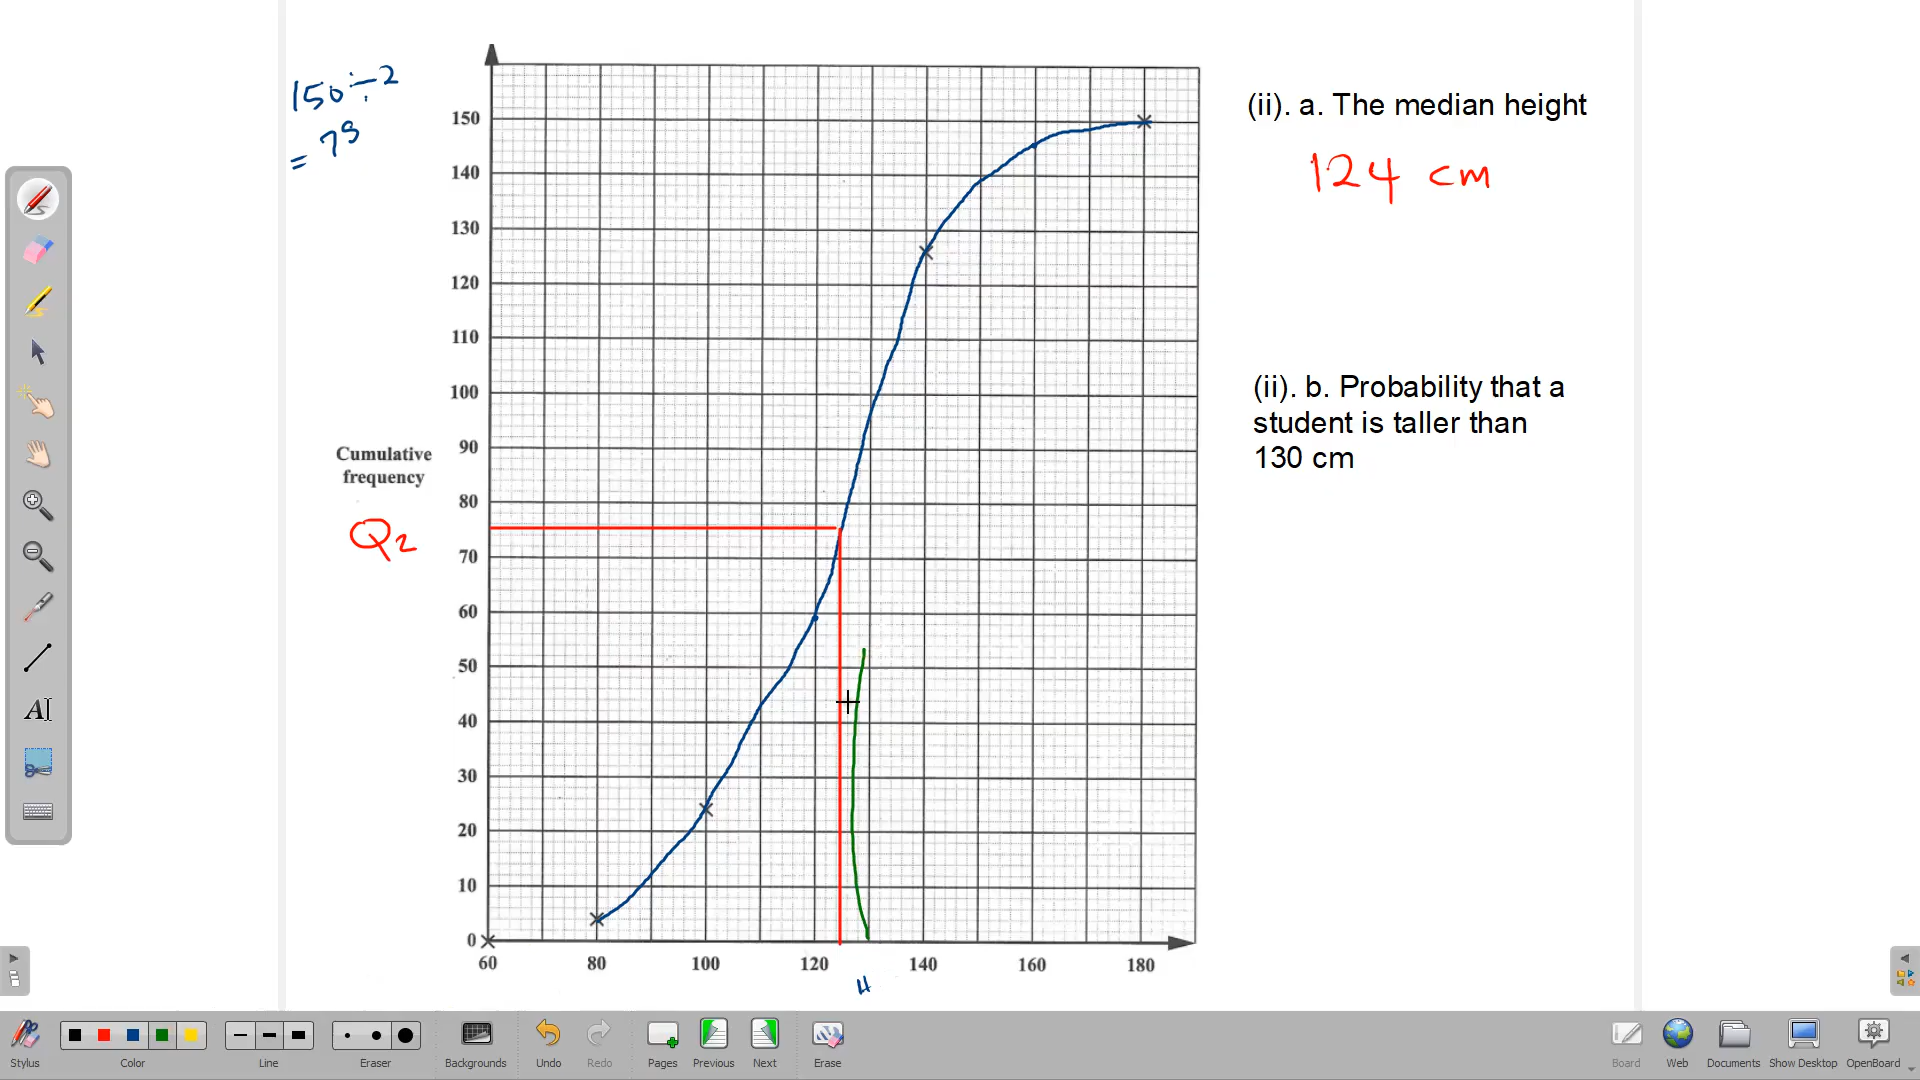 150 ÷ 2
= 75
150
140
130
120
110
100
90
80
70
60
50
40
30
20
10
0
Cumulative
frequency
Q2
60 80 100 120 140 160 180
H
(ii). a. The median height
124 cm
(ii). b. Probability that a
student is taller than
130 cm
Stylus
Color
Line
Eraser
Backgrounds
Undo
Redo
Pages
Previous
Next
Erase
Board
Web
Documents
Show Desktop
OpenBoard